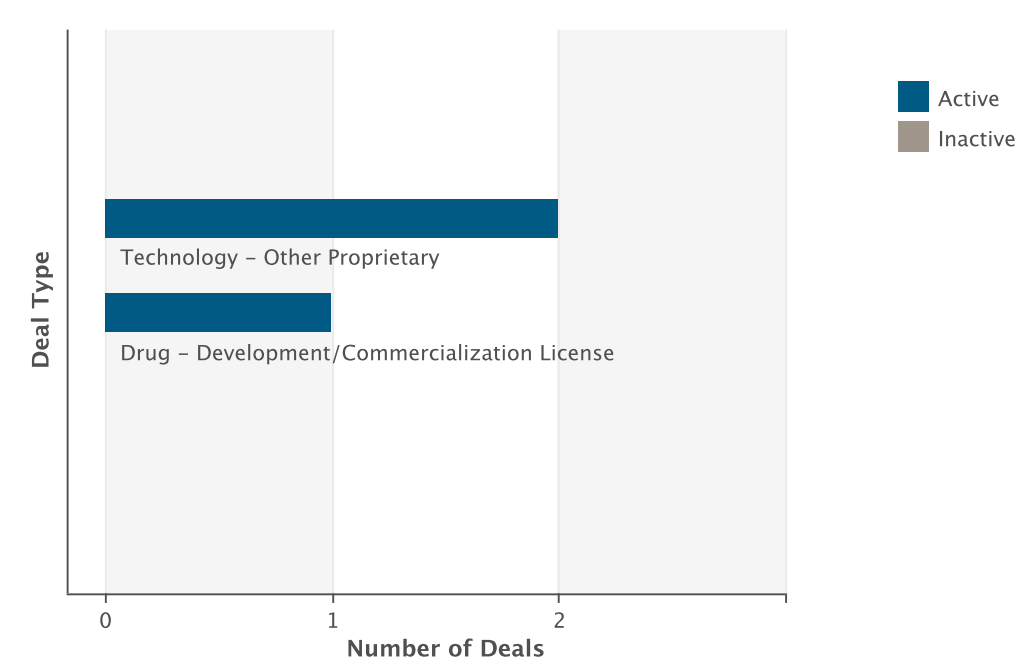 Active
Inactive
Technology – Other Proprietary
Drug – Development/Commercialization License
Deal Type
0
1
2
Number of Deals